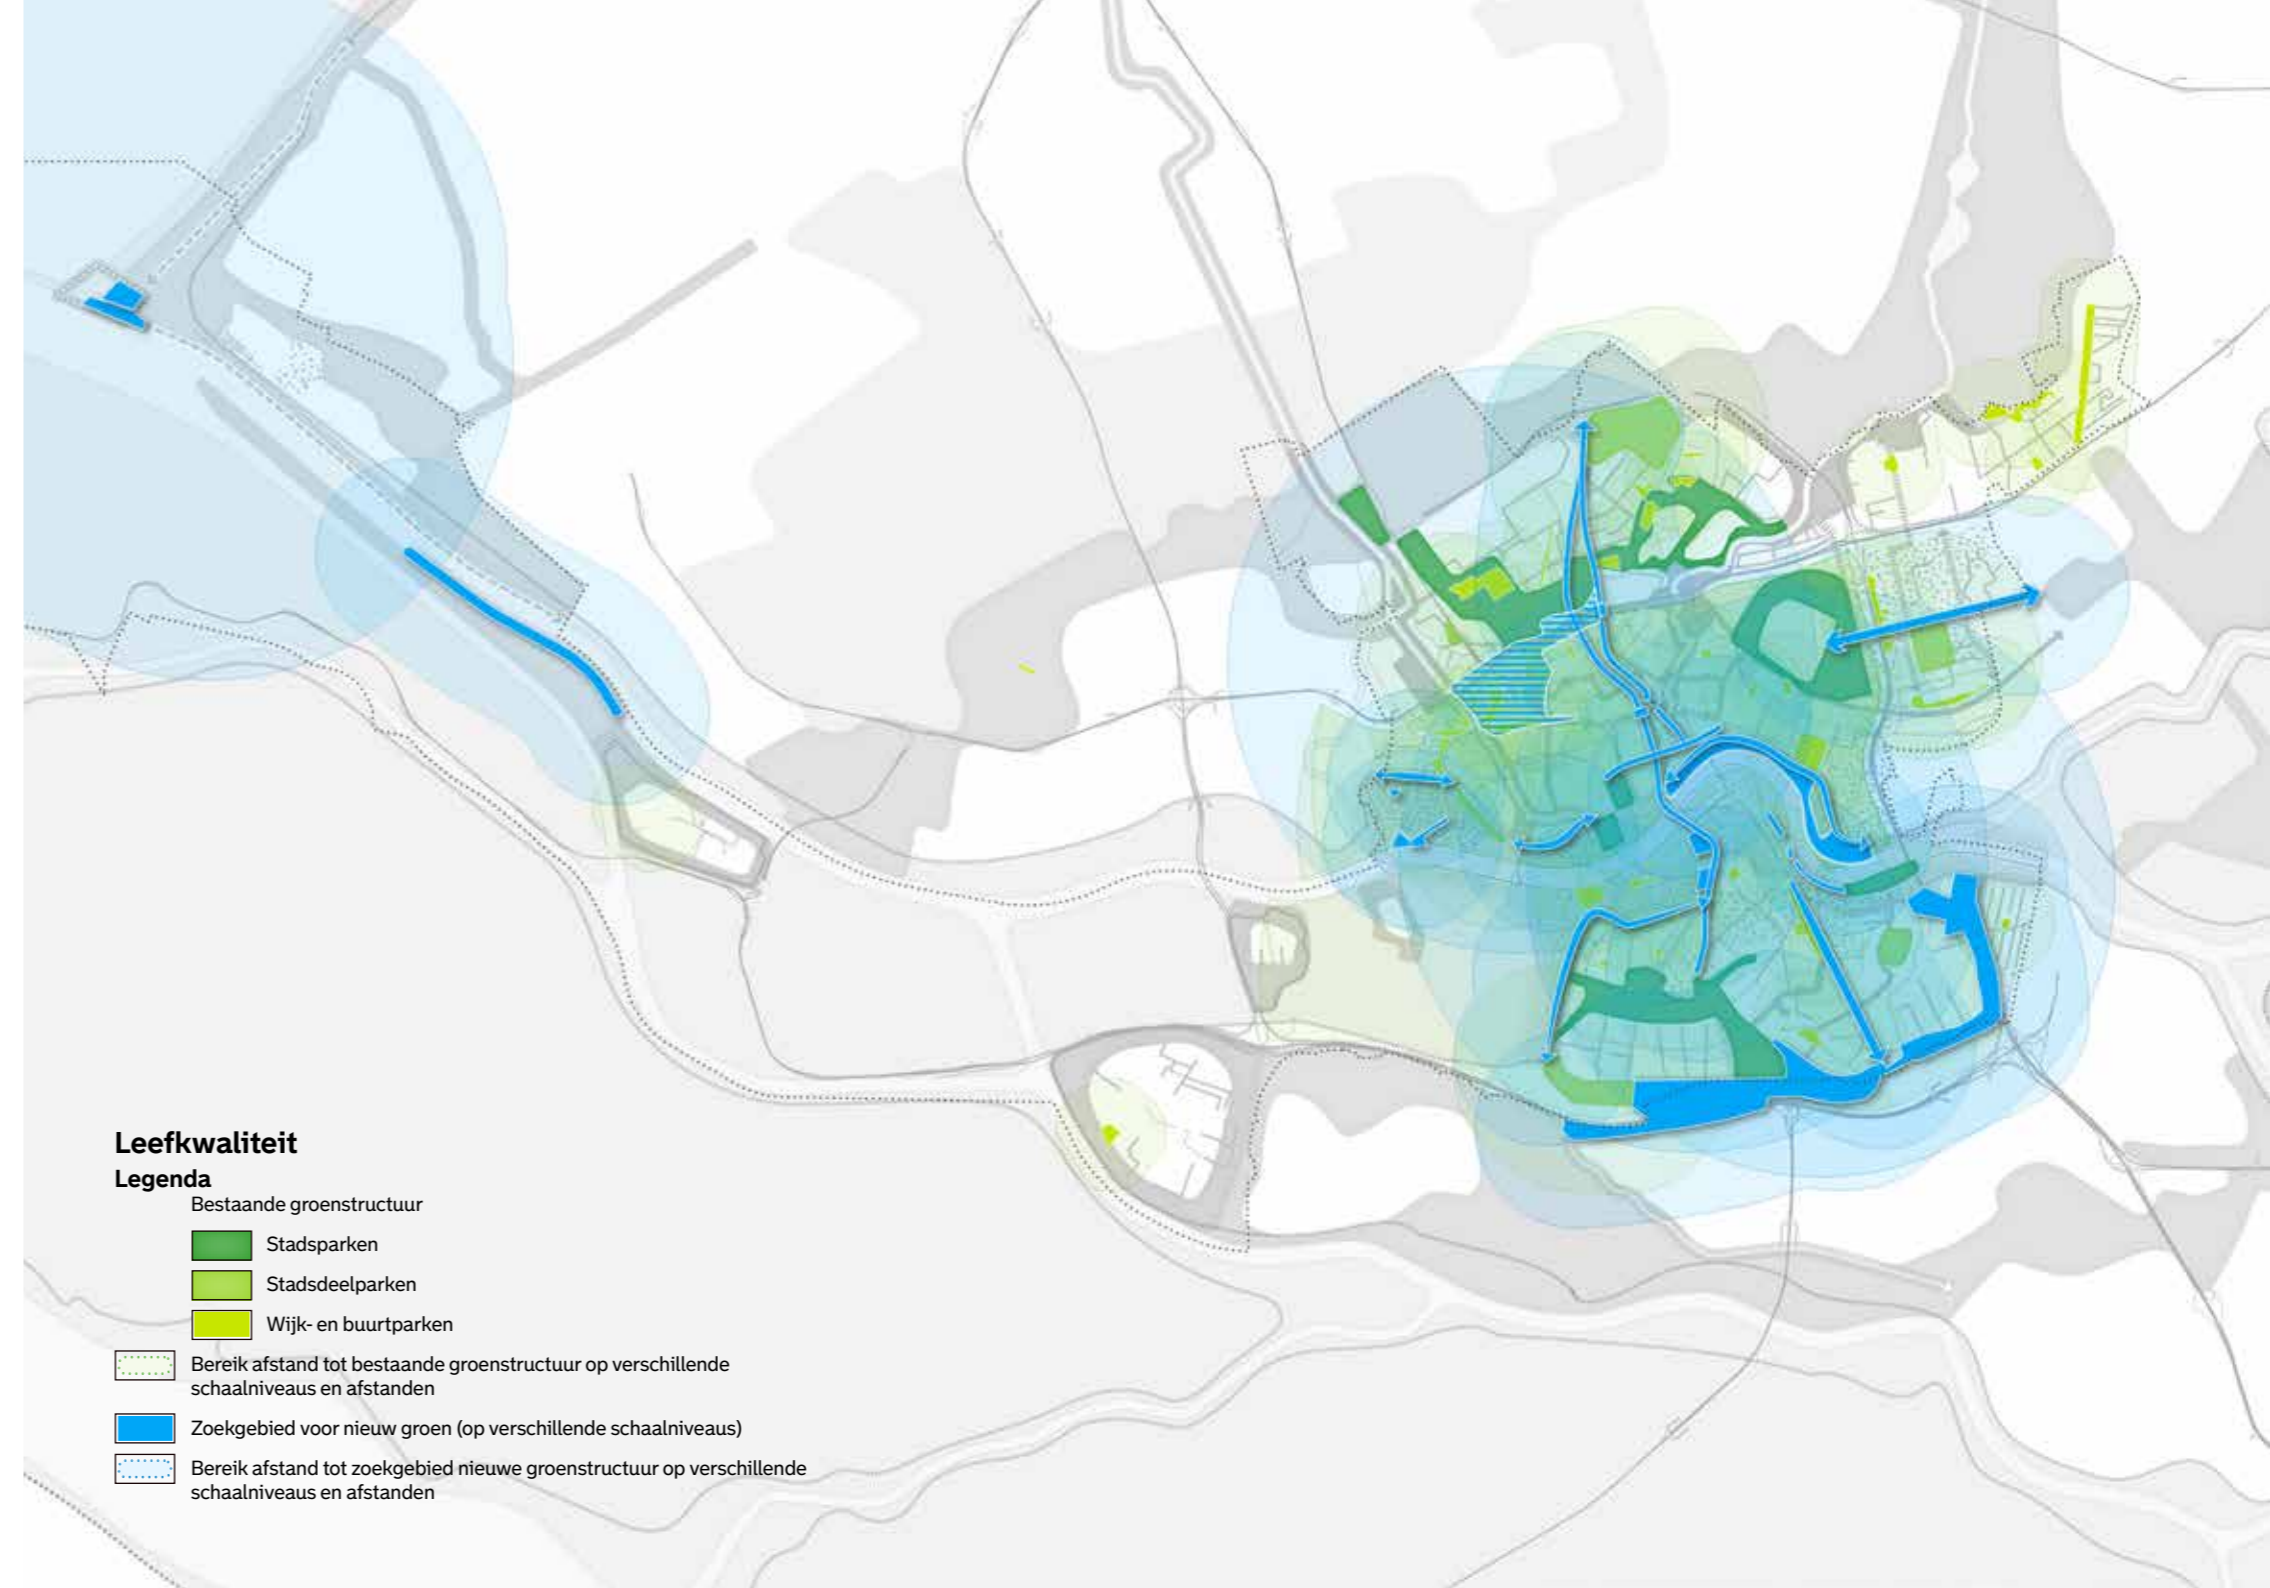 Leefkwaliteit
Legenda
Bestaande groenstructuur
Stadsparken
Stadsdeelparken
Wijk- en buurtparken
Bereik afstand tot bestaande groenstructuur op verschillende
schaalniveaus en afstanden
Zoekgebied voor nieuw groen (op verschillende schaalniveaus)
Bereik afstand tot zoekgebied nieuwe groenstructuur op verschillende
schaalniveaus en afstanden